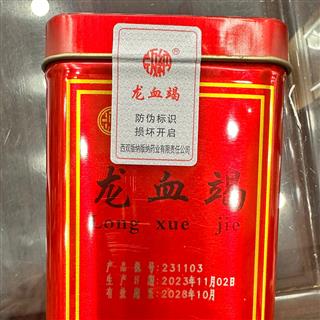 龙血竭
防伪标识
损坏开启
西双版纳版纳药业有限责任公司
龙血竭
Long xue jie
产品批号:231103
生产日期:2023年11月02日
有效期至:2028年10月